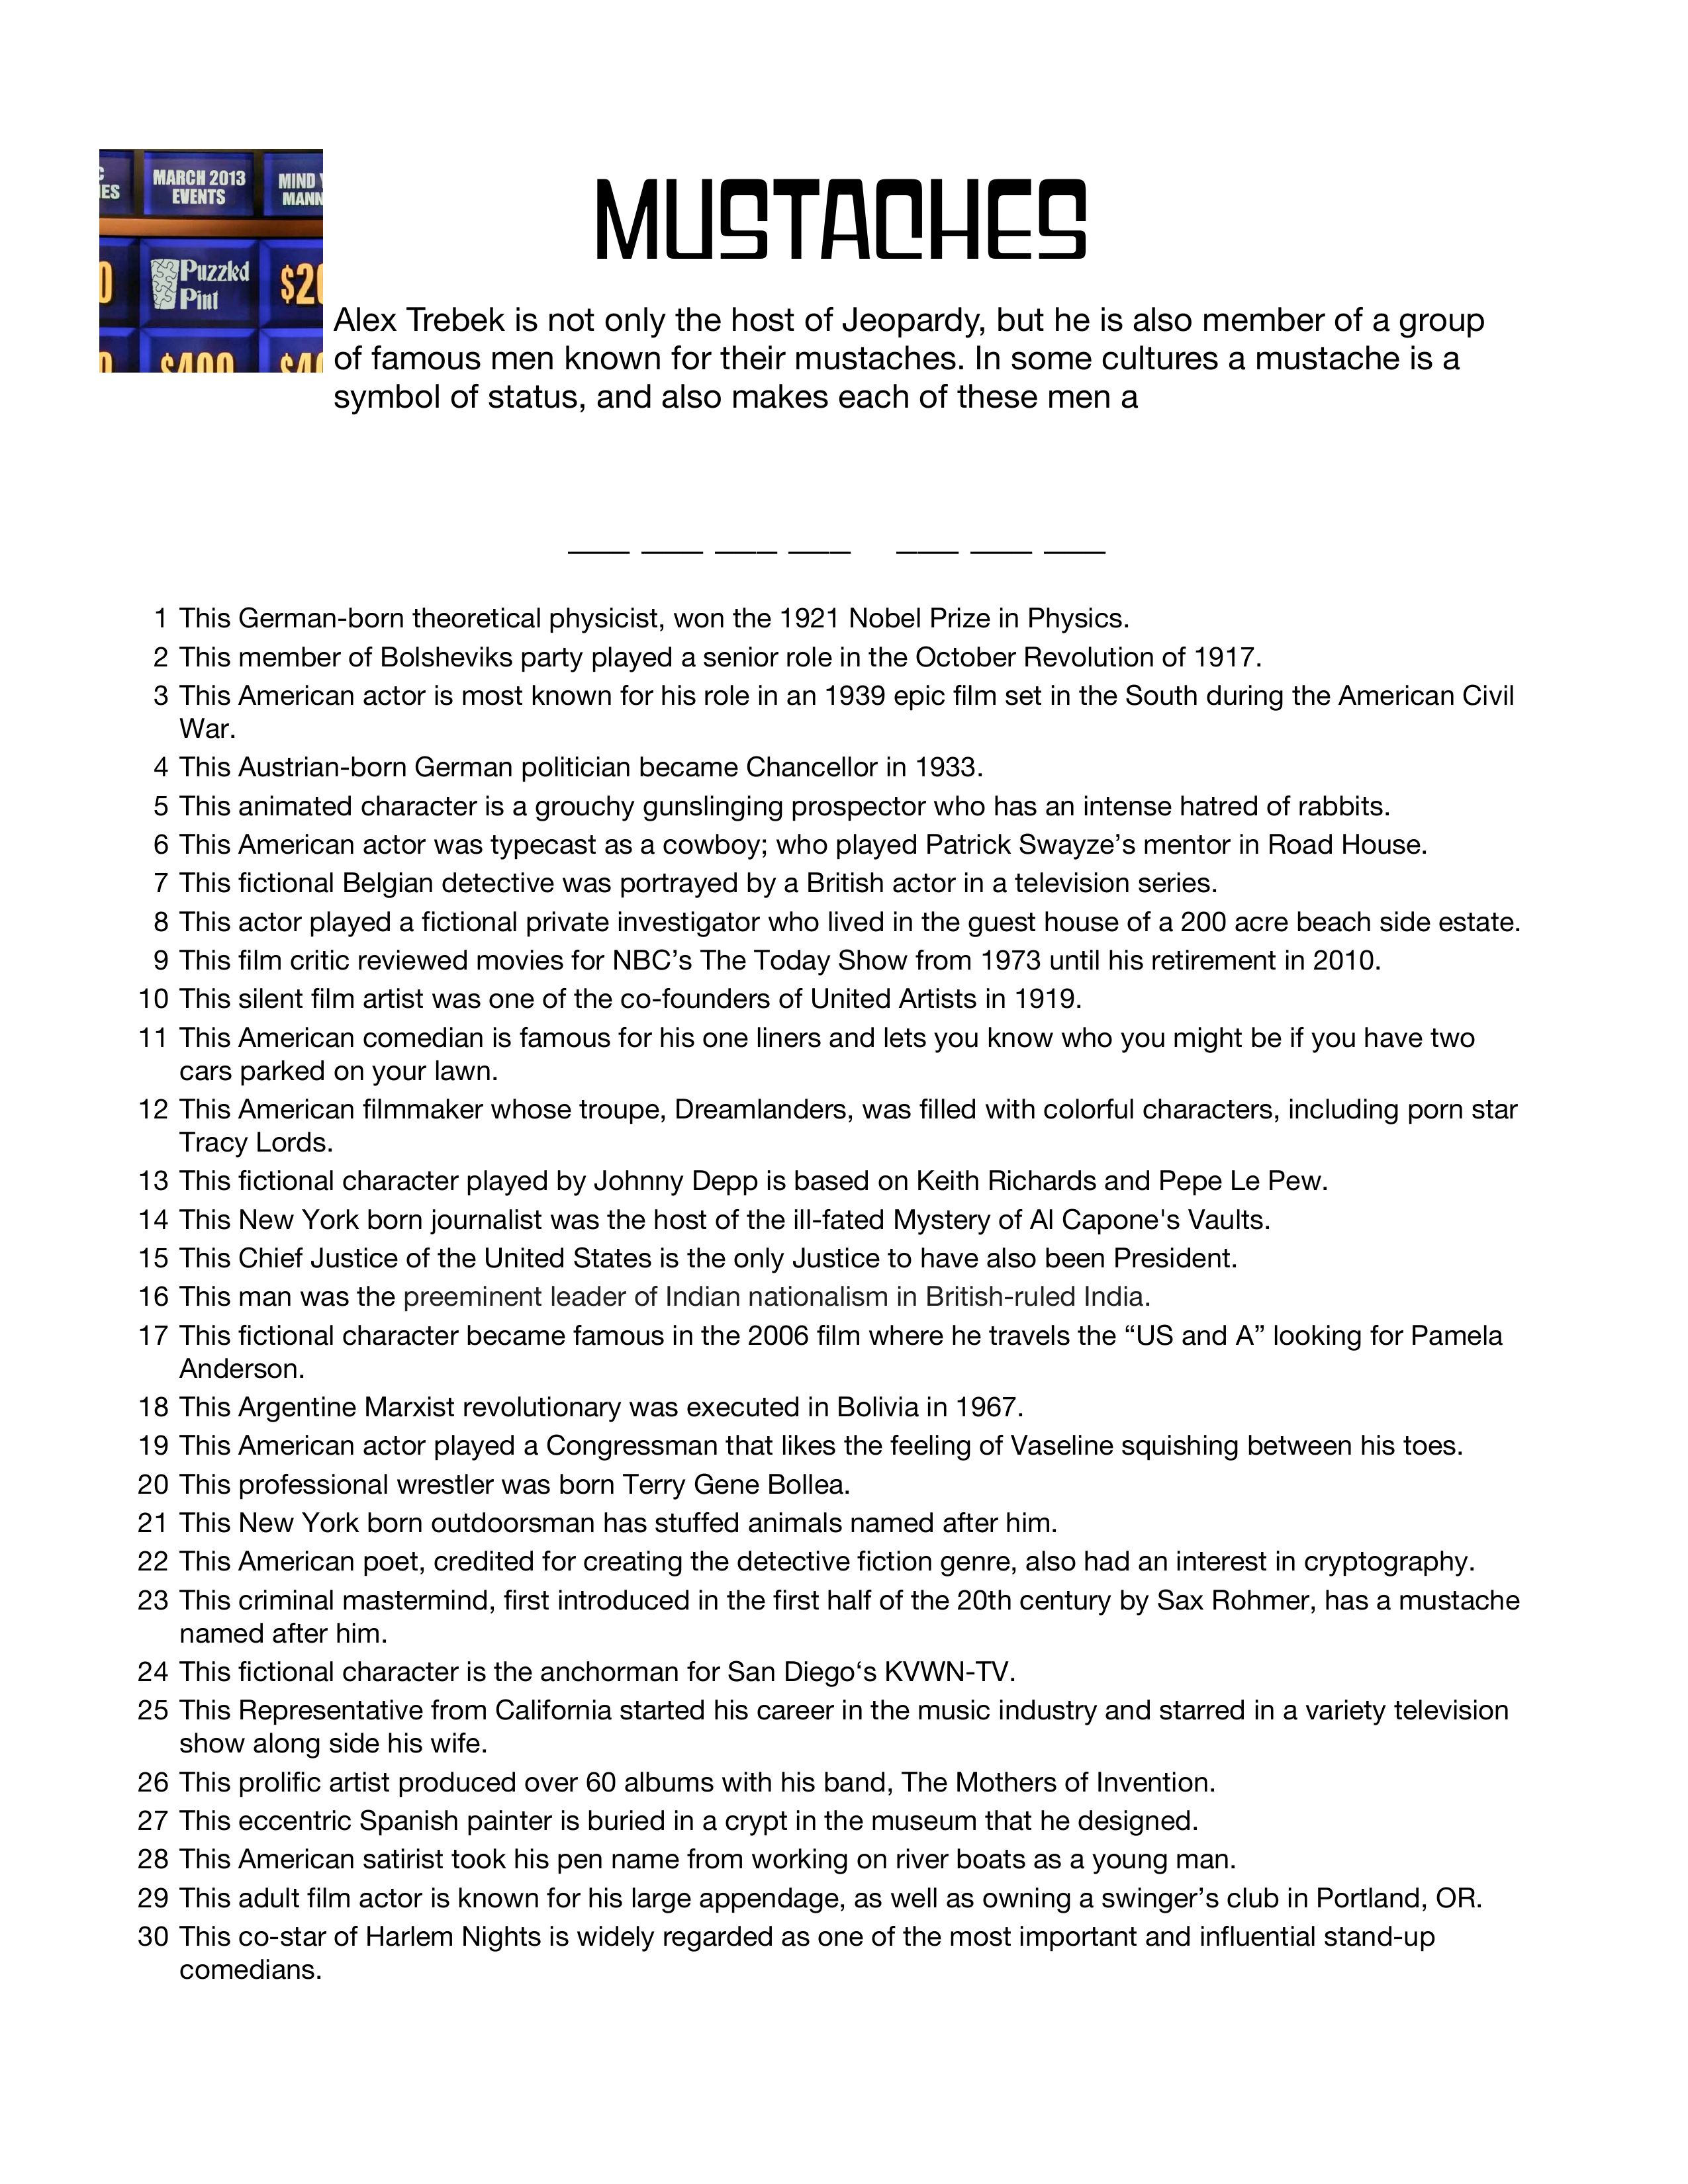 MARCH 2013
EVENTS
MIND
MANN
IES
Puzzled
Pint
$20
$400
$40
MUSTACHES
Alex Trebek is not only the host of Jeopardy, but he is also member of a group
of famous men known for their mustaches. In some cultures a mustache is a
symbol of status, and also makes each of these men a
1 This German-born theoretical physicist, won the 1921 Nobel Prize in Physics.
2 This member of Bolsheviks party played a senior role in the October Revolution of 1917.
3 This American actor is most known for his role in an 1939 epic film set in the South during the American Civil
War.
4 This Austrian-born German politician became Chancellor in 1933.
5 This animated character is a grouchy gunslinging prospector who has an intense hatred of rabbits.
6 This American actor was typecast as a cowboy; who played Patrick Swayze’s mentor in Road House.
7 This fictional Belgian detective was portrayed by a British actor in a television series.
8 This actor played a fictional private investigator who lived in the guest house of a 200 acre beach side estate.
9 This film critic reviewed movies for NBC’s The Today Show from 1973 until his retirement in 2010.
10 This silent film artist was one of the co-founders of United Artists in 1919.
11 This American comedian is famous for his one liners and lets you know who you might be if you have two
cars parked on your lawn.
12 This American filmmaker whose troupe, Dreamlanders, was filled with colorful characters, including porn star
Tracy Lords.
13 This fictional character played by Johnny Depp is based on Keith Richards and Pepe Le Pew.
14 This New York born journalist was the host of the ill-fated Mystery of Al Capone's Vaults.
15 This Chief Justice of the United States is the only Justice to have also been President.
16 This man was the preeminent leader of Indian nationalism in British-ruled India.
17 This fictional character became famous in the 2006 film where he travels the “US and A” looking for Pamela
Anderson.
18 This Argentine Marxist revolutionary was executed in Bolivia in 1967.
19 This American actor played a Congressman that likes the feeling of Vaseline squishing between his toes.
20 This professional wrestler was born Terry Gene Bollea.
21 This New York born outdoorsman has stuffed animals named after him.
22 This American poet, credited for creating the detective fiction genre, also had an interest in cryptography.
23 This criminal mastermind, first introduced in the first half of the 20th century by Sax Rohmer, has a mustache
named after him.
24 This fictional character is the anchorman for San Diego‘s KVWN-TV.
25 This Representative from California started his career in the music industry and starred in a variety television
show along side his wife.
26 This prolific artist produced over 60 albums with his band, The Mothers of Invention.
27 This eccentric Spanish painter is buried in a crypt in the museum that he designed.
28 This American satirist took his pen name from working on river boats as a young man.
29 This adult film actor is known for his large appendage, as well as owning a swinger’s club in Portland, OR.
30 This co-star of Harlem Nights is widely regarded as one of the most important and influential stand-up
comedians.